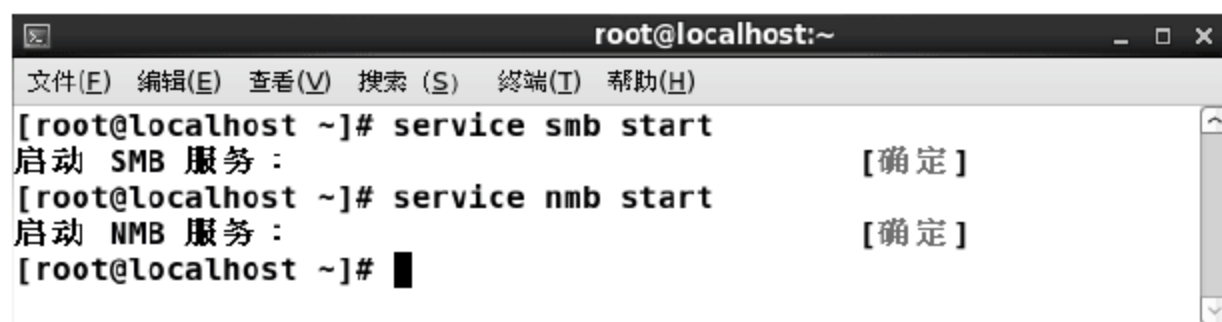 root@localhost:~
文件(F) 编辑(E) 查看(V) 搜索 (S) 终端(T) 帮助(H)
[root@localhost ~]# service smb start
启动 SMB 服务： [确定]
[root@localhost ~]# service nmb start
启动 NMB 服务： [确定]
[root@localhost ~]#